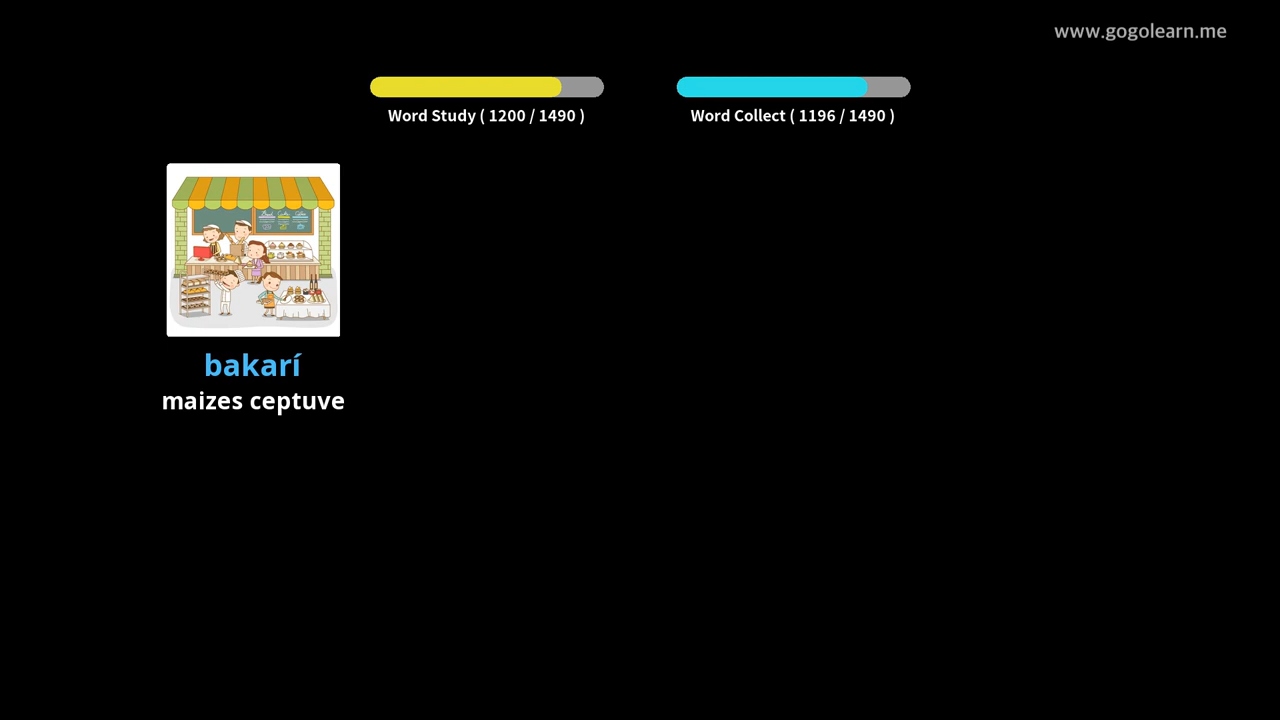 www.gogolearn.me
Word Study ( 1200 / 1490 )
Word Collect ( 1196 / 1490 )
bakarí
maizes ceptuve